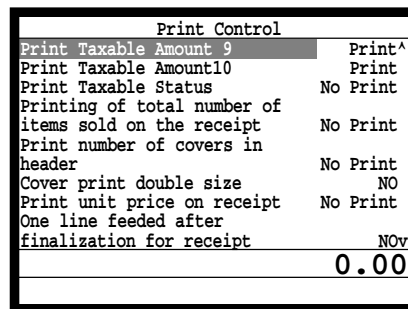 Print Control
Print Taxable Amount 9 Print^
Print Taxable Amount10 Print
Print Taxable Status No Print
Printing of total number of
items sold on the receipt No Print
Print number of covers in
header No Print
Cover print double size NO
Print unit price on receipt No Print
One line feeded after
finalization for receipt NOv
0.00